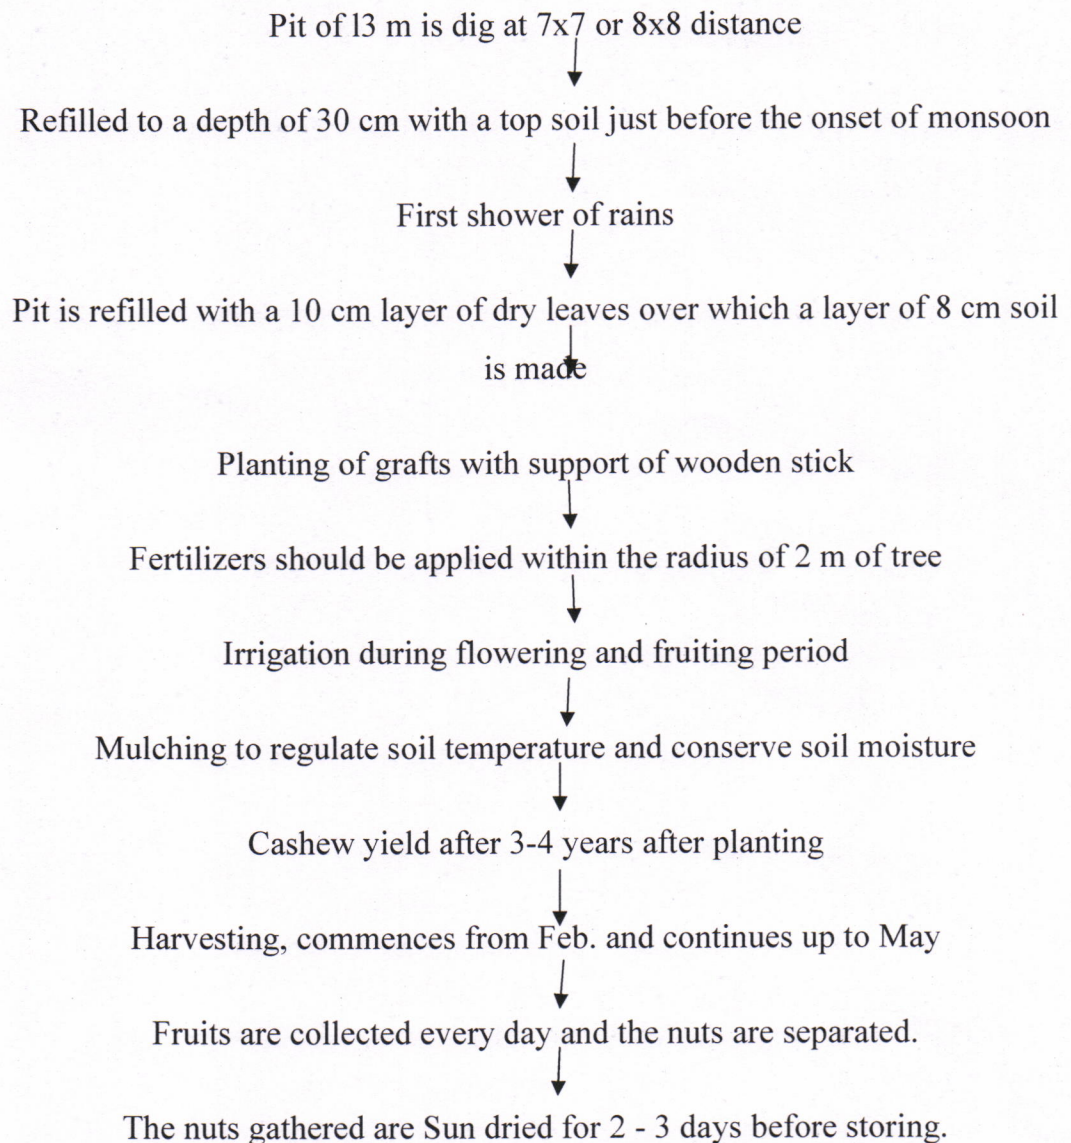 Pit of l3 m is dig at 7x7 or 8x8 distance
Refilled to a depth of 30 cm with a top soil just before the onset of monsoon
First shower of rains
Pit is refilled with a 10 cm layer of dry leaves over which a layer of 8 cm soil
is made
Planting of grafts with support of wooden stick
Fertilizers should be applied within the radius of 2 m of tree
Irrigation during flowering and fruiting period
Mulching to regulate soil temperature and conserve soil moisture
Cashew yield after 3-4 years after planting
Harvesting, commences from Feb. and continues up to May
Fruits are collected every day and the nuts are separated.
The nuts gathered are Sun dried for 2 - 3 days before storing.